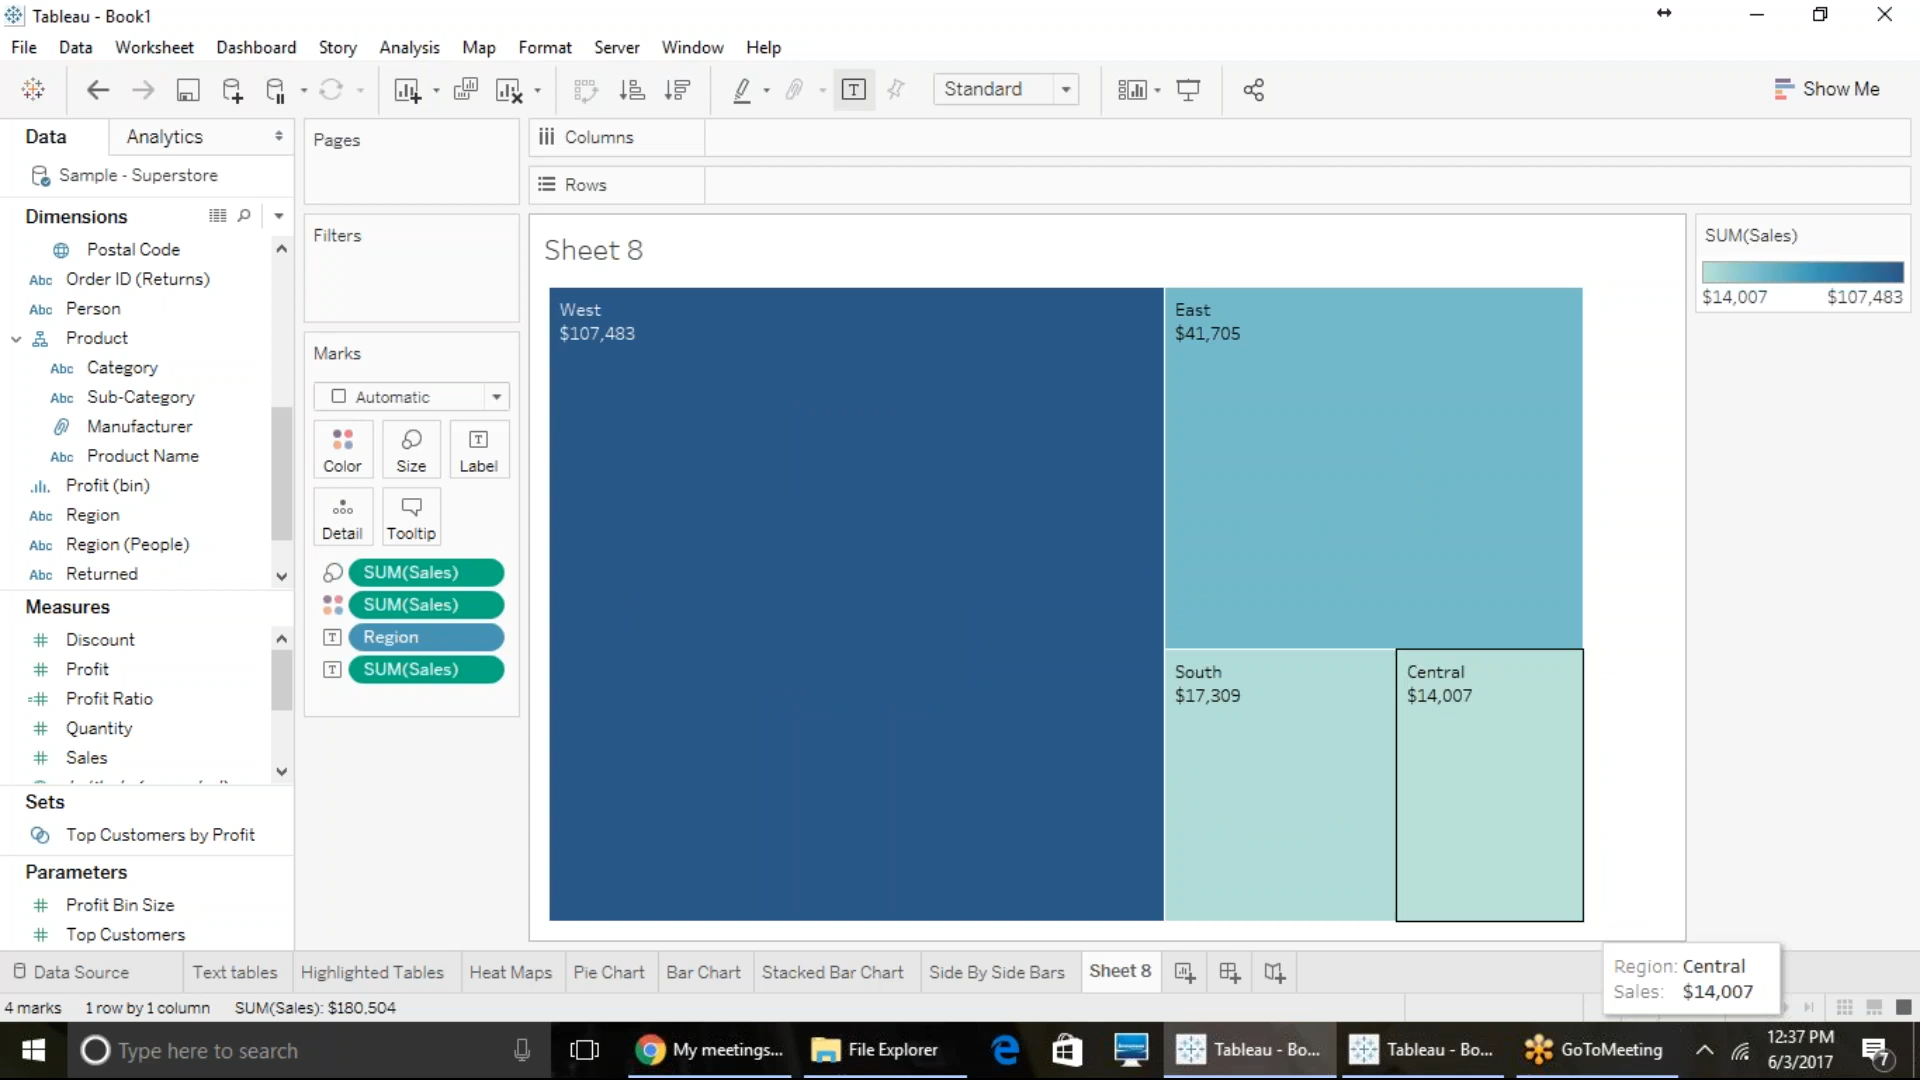 Tableau - Book1
File Data Worksheet Dashboard Story Analysis Map Format Server Window Help
Standard
Show Me
Data
Analytics
Sample - Superstore
Dimensions
Postal Code
Order ID (Returns)
Person
Product
Category
Sub-Category
Manufacturer
Product Name
Profit (bin)
Region
Region (People)
Returned
Measures
Discount
Profit
Profit Ratio
Quantity
Sales
Sets
Top Customers by Profit
Parameters
Profit Bin Size
Top Customers
Pages
Filters
Marks
Automatic
Color Size Label
Detail Tooltip
SUM(Sales)
SUM(Sales)
Region
SUM(Sales)
Columns
Rows
Sheet 8
West
$107,483
East
$41,705
South
$17,309
Central
$14,007
SUM(Sales)
$14,007 $107,483
Data Source Text tables Highlighted Tables Heat Maps Pie Chart Bar Chart Stacked Bar Chart Side By Side Bars Sheet 8
Region: Central
Sales: $14,007
4 marks 1 row by 1 column SUM(Sales): $180,504
Type here to search
My meetings...
File Explorer
Tableau - Bo...
Tableau - Bo...
GoToMeeting
12:37 PM
6/3/2017
7